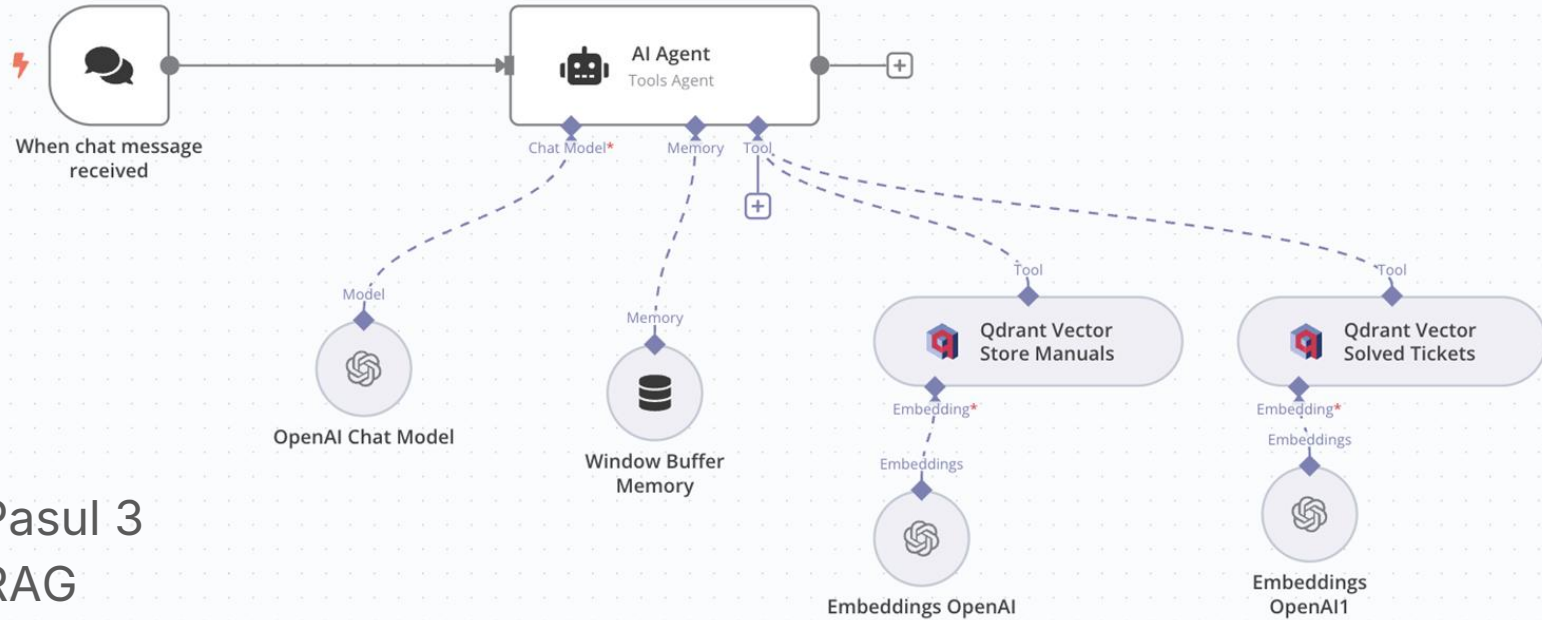 AI Agent
Tools Agent
When chat message
received
Chat Model*
Memory
Tool
Model
OpenAI Chat Model
Memory
Window Buffer
Memory
Tool
Qdrant Vector
Store Manuals
Embedding*
Embeddings
Embeddings OpenAI
Tool
Qdrant Vector
Solved Tickets
Embedding*
Embeddings
Embeddings
OpenAI1
Pasul 3
RAG